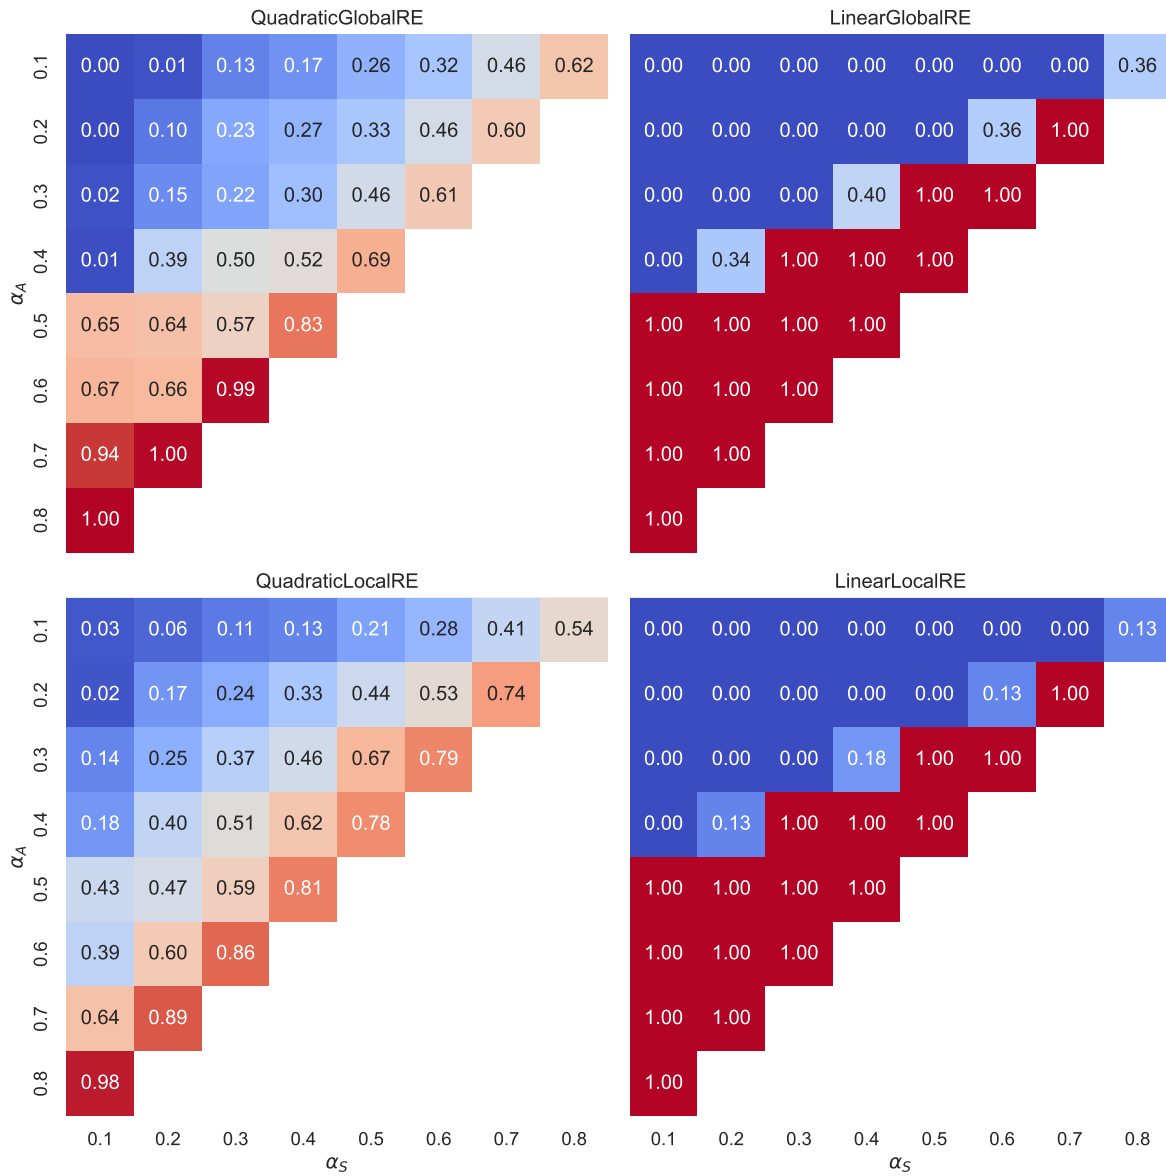 QuadraticGlobalRE LinearGlobalRE
0.1 0.00 0.01 0.13 0.17 0.26 0.32 0.46 0.62 0.00 0.00 0.00 0.00 0.00 0.00 0.00 0.36
0.2 0.00 0.10 0.23 0.27 0.33 0.46 0.60 0.00 0.00 0.00 0.00 0.00 0.36 1.00
0.3 0.02 0.15 0.22 0.30 0.46 0.61 0.00 0.00 0.00 0.40 1.00 1.00
0.4 0.01 0.39 0.50 0.52 0.69 0.00 0.34 1.00 1.00 1.00
α_A
0.5 0.65 0.64 0.57 0.83 1.00 1.00 1.00 1.00
0.6 0.67 0.66 0.99 1.00 1.00 1.00
0.7 0.94 1.00 1.00 1.00
0.8 1.00 1.00
QuadraticLocalRE LinearLocalRE
0.1 0.03 0.06 0.11 0.13 0.21 0.28 0.41 0.54 0.00 0.00 0.00 0.00 0.00 0.00 0.00 0.13
0.2 0.02 0.17 0.24 0.33 0.44 0.53 0.74 0.00 0.00 0.00 0.00 0.00 0.13 1.00
0.3 0.14 0.25 0.37 0.46 0.67 0.79 0.00 0.00 0.00 0.18 1.00 1.00
0.4 0.18 0.40 0.51 0.62 0.78 0.00 0.13 1.00 1.00 1.00
α_A
0.5 0.43 0.47 0.59 0.81 1.00 1.00 1.00 1.00
0.6 0.39 0.60 0.86 1.00 1.00 1.00
0.7 0.64 0.89 1.00 1.00
0.8 0.98 1.00
0.1 0.2 0.3 0.4 0.5 0.6 0.7 0.8 0.1 0.2 0.3 0.4 0.5 0.6 0.7 0.8
α_S α_S